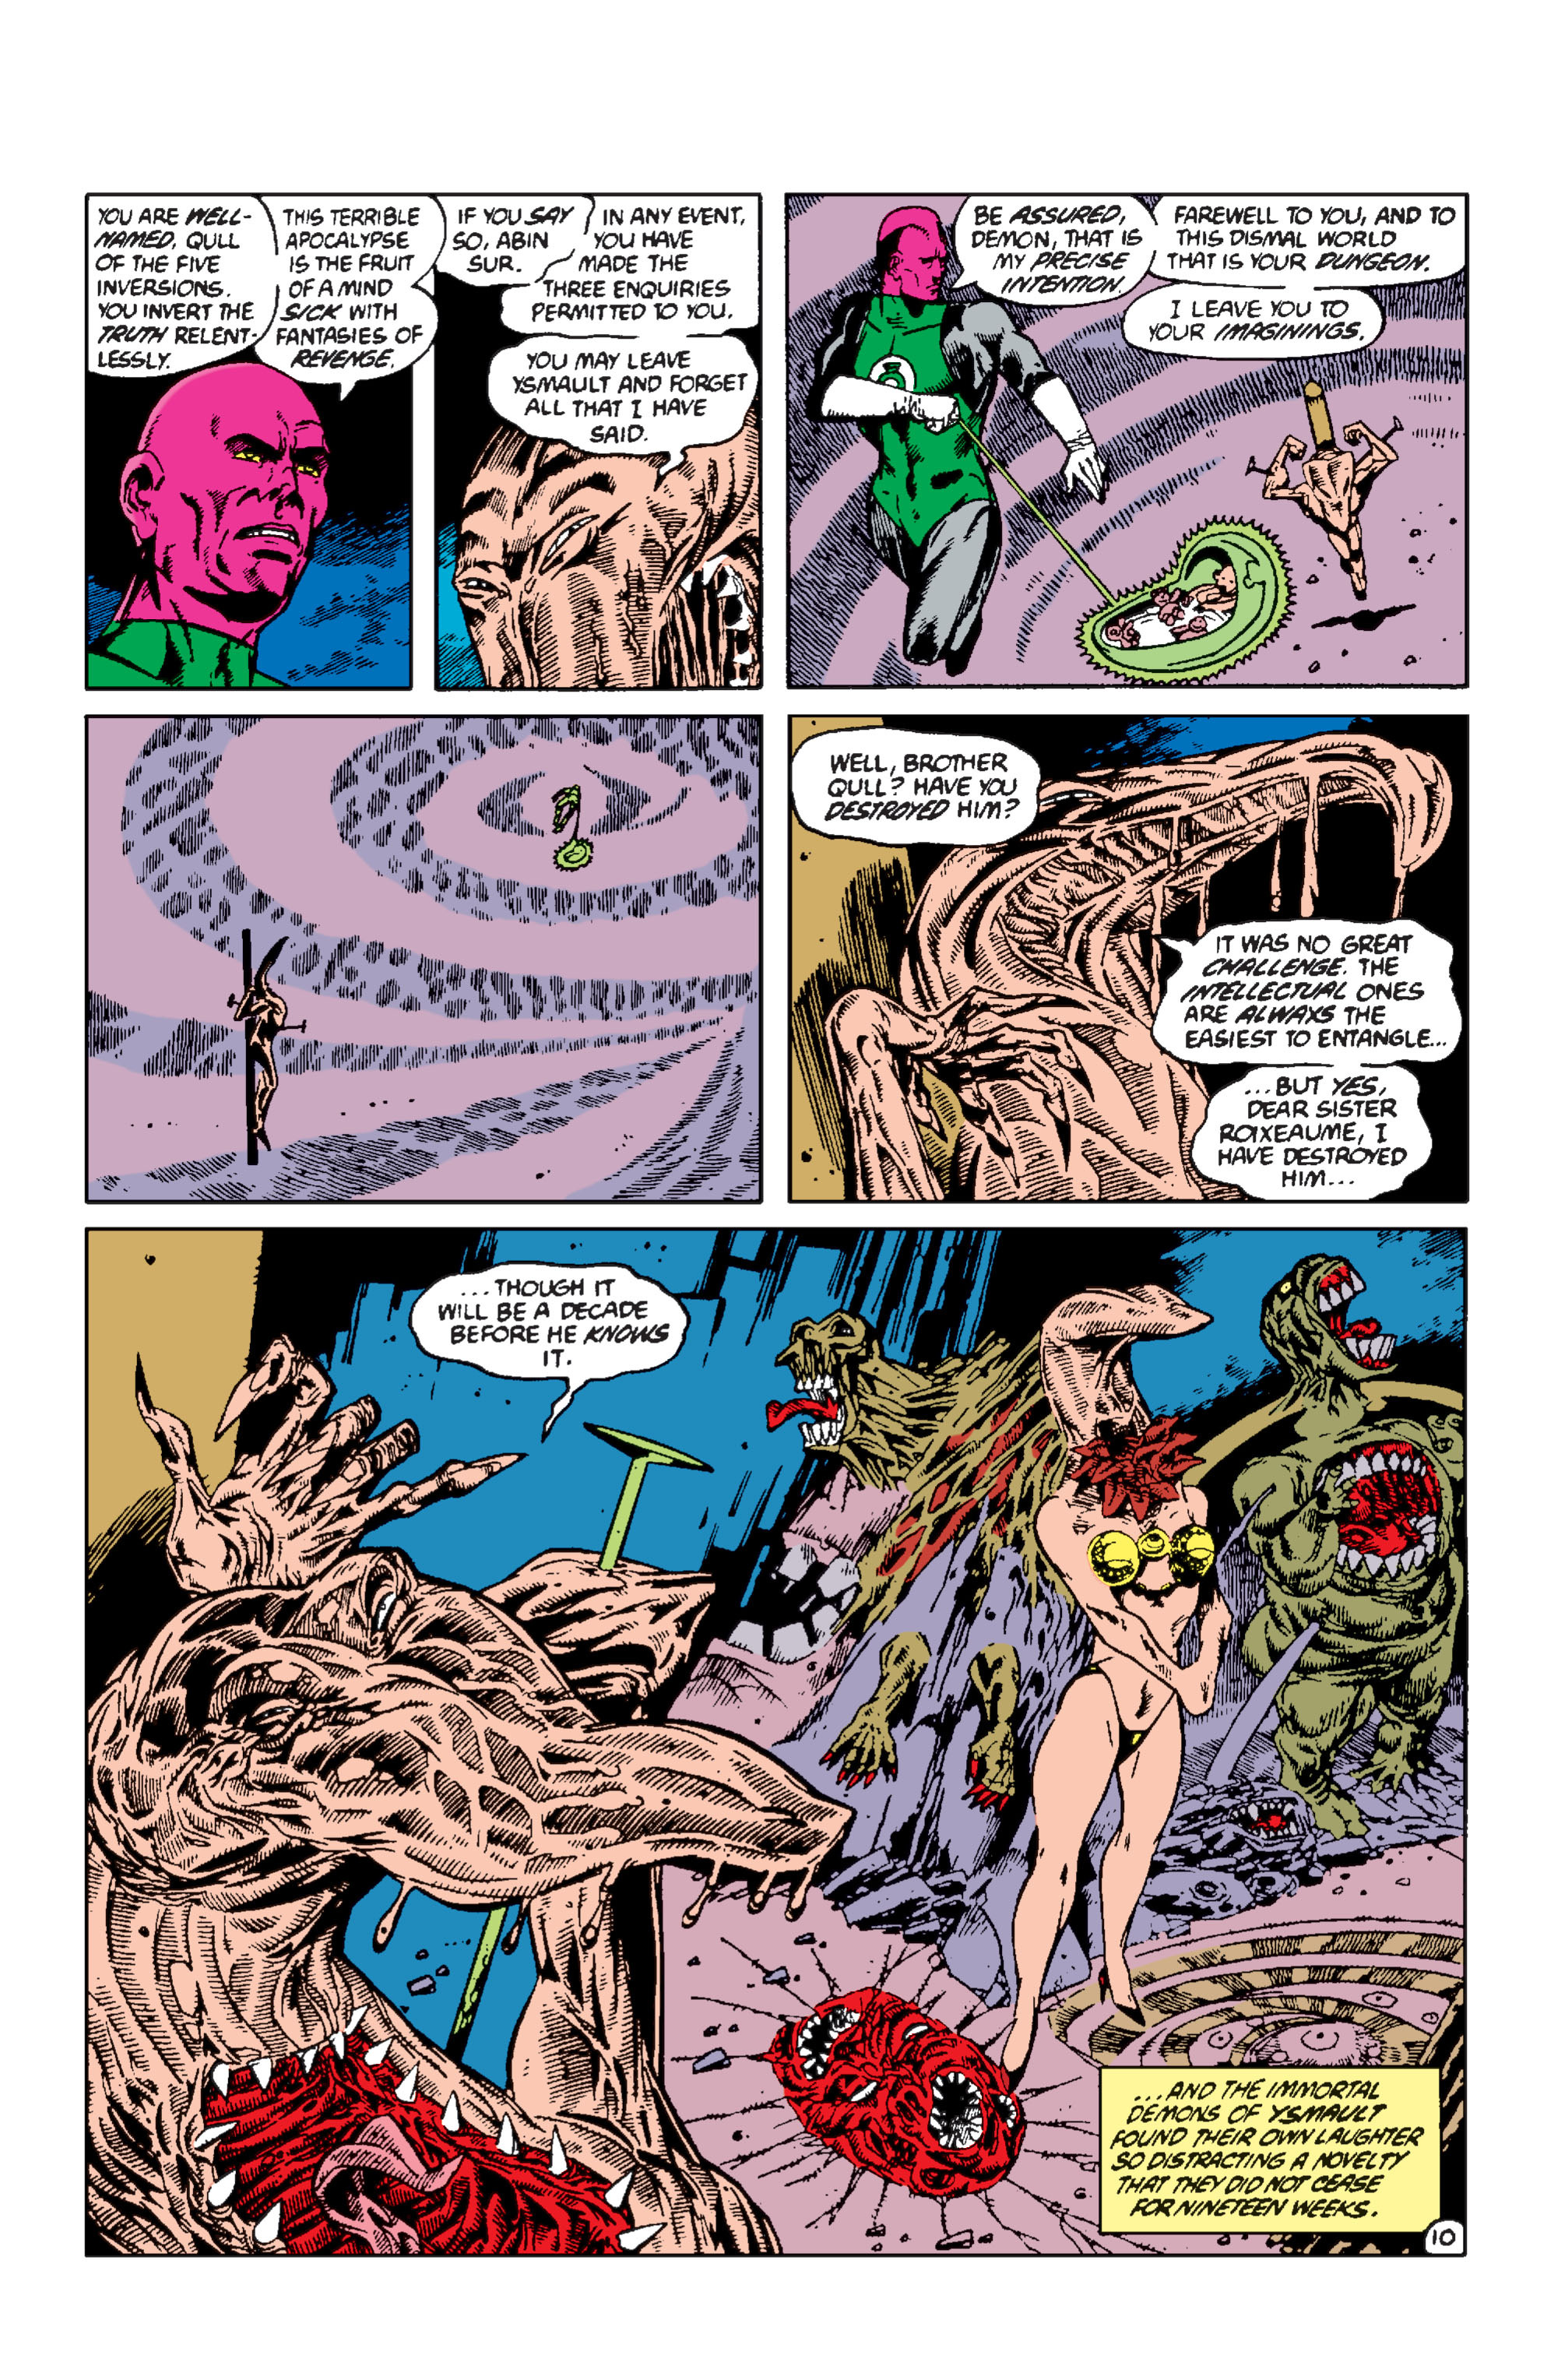 YOU ARE WELL-
NAMED, QULL
OF THE FIVE
INVERSIONS.
YOU INVERT THE
TRUTH RELENT-
LESSLY.
THIS TERRIBLE
APOCALYPSE
IS THE FRUIT
OF A MIND
SICK WITH
FANTASIES OF
REVENGE.
IF YOU SAY
SO, ABIN
SUR.
IN ANY EVENT,
YOU HAVE
MADE THE
THREE ENQUIRIES
PERMITTED TO YOU.
YOU MAY LEAVE
YSMAULT AND FORGET
ALL THAT I HAVE
SAID.
BE ASSURED,
DEMON, THAT IS
MY PRECISE
INTENTION.
FAREWELL TO YOU, AND TO
THIS DISMAL WORLD
THAT IS YOUR DUNGEON.
I LEAVE YOU TO
YOUR IMAGININGS.
WELL, BROTHER
QULL? HAVE YOU
DESTROYED HIM?
IT WAS NO GREAT
CHALLENGE. THE
INTELLECTUAL ONES
ARE ALWAXS THE
EASIEST TO ENTANGLE...
...BUT YES,
DEAR SISTER
ROIXEAUME, I
HAVE DESTROYED
HIM...
...THOUGH IT
WILL BE A DECADE
BEFORE HE KNOWS
IT.
...AND THE IMMORTAL
DEMONS OF YSMAULT
FOUND THEIR OWN LAUGHTER
SO DISTRACTING A NOVELTY
THAT THEY DID NOT CEASE
FOR NINETEEN WEEKS.
10